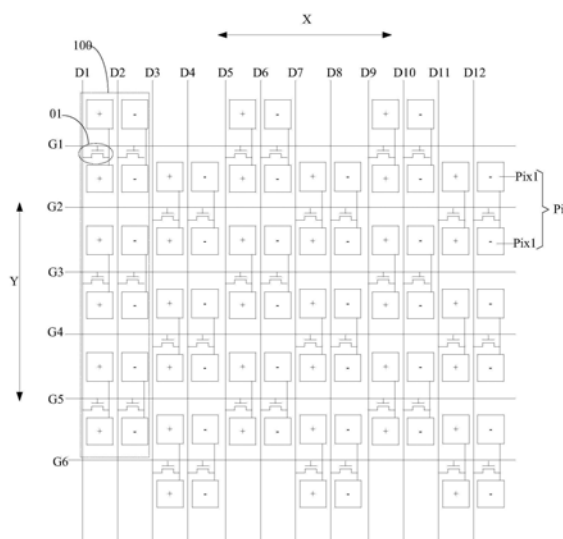 X
100
D1 D2 D3 D4 D5 D6 D7 D8 D9 D10 D11 D12
+ - + - + -
01
G1
+ - + - + - + - + - + - Pix1
G2
Pi
+ - + - + - + - + - + - Pix1
G3
Y
+ - + - + - + - + - + -
G4
+ - + - + - + - + - + -
G5
+ - + - + - + - + - + -
G6
+ - + - + -